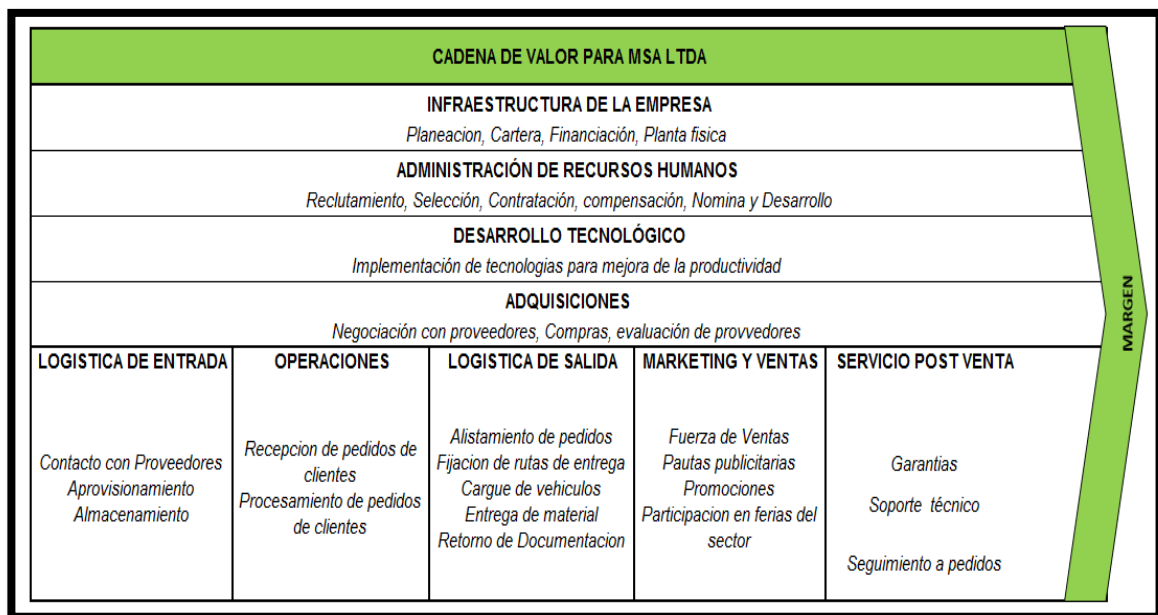 CADENA DE VALOR PARA MSA LTDA
INFRAESTRUCTURA DE LA EMPRESA
Planeacion, Cartera, Financiación, Planta fisica
ADMINISTRACIÓN DE RECURSOS HUMANOS
Reclutamiento, Selección, Contratación, compensación, Nomina y Desarrollo
DESARROLLO TECNOLÓGICO
Implementación de tecnologias para mejora de la productividad
ADQUISICIONES
Negociación con proveedores, Compras, evaluación de provvedores
LOGISTICA DE ENTRADA
Contacto con Proveedores
Aprovisionamiento
Almacenamiento
OPERACIONES
Recepcion de pedidos de
clientes
Procesamiento de pedidos
de clientes
LOGISTICA DE SALIDA
Alistamiento de pedidos
Fijacion de rutas de entrega
Cargue de vehiculos
Entrega de material
Retorno de Documentacion
MARKETING Y VENTAS
Fuerza de Ventas
Pautas publicitarias
Promociones
Participacion en ferias del
sector
SERVICIO POST VENTA
Garantias
Soporte técnico
Seguimiento a pedidos
MARGEN